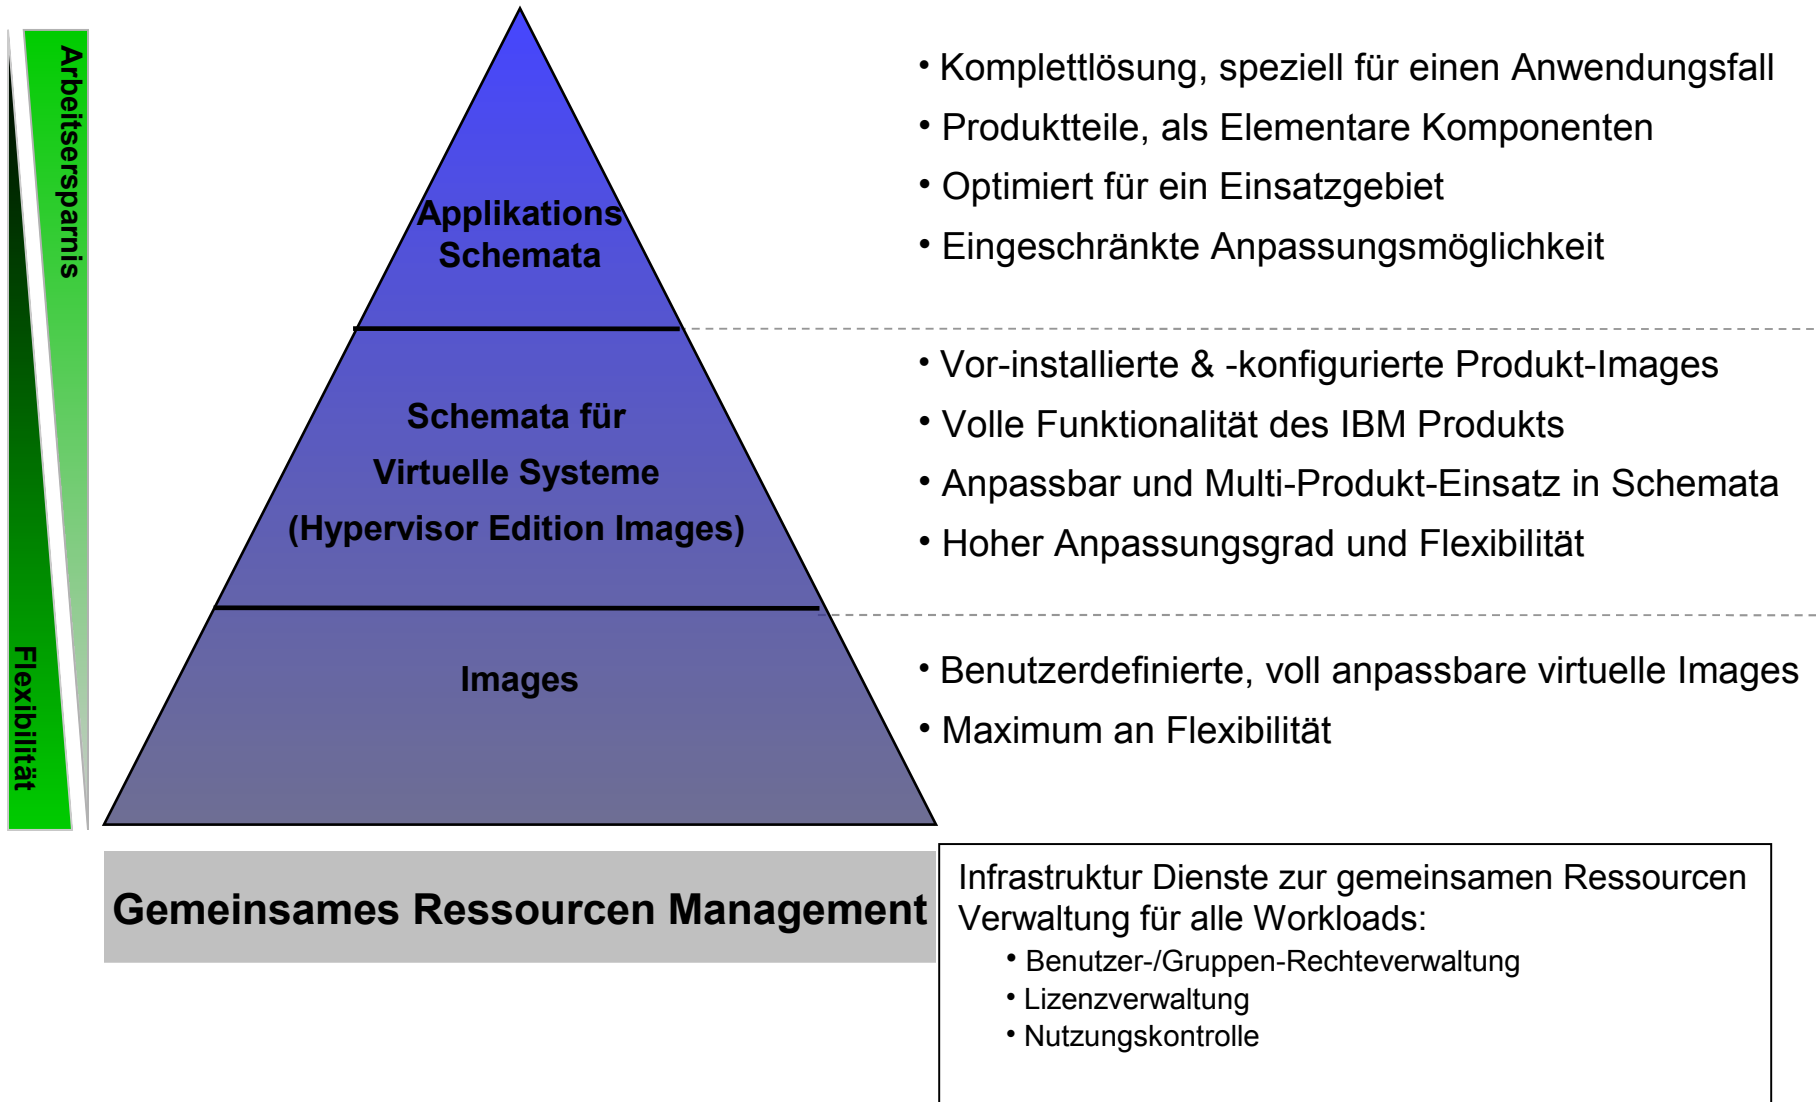 Arbeitsersparnis
Flexibilität
Applikations
Schemata
• Komplettlösung, speziell für einen Anwendungsfall
• Produktteile, als Elementare Komponenten
• Optimiert für ein Einsatzgebiet
• Eingeschränkte Anpassungsmöglichkeit
Schemata für
Virtuelle Systeme
(Hypervisor Edition Images)
• Vor-installierte & -konfigurierte Produkt-Images
• Volle Funktionalität des IBM Produkts
• Anpassbar und Multi-Produkt-Einsatz in Schemata
• Hoher Anpassungsgrad und Flexibilität
Images
• Benutzerdefinierte, voll anpassbare virtuelle Images
• Maximum an Flexibilität
Gemeinsames Ressourcen Management
Infrastruktur Dienste zur gemeinsamen Ressourcen
Verwaltung für alle Workloads:
• Benutzer-/Gruppen-Rechteverwaltung
• Lizenzverwaltung
• Nutzungskontrolle